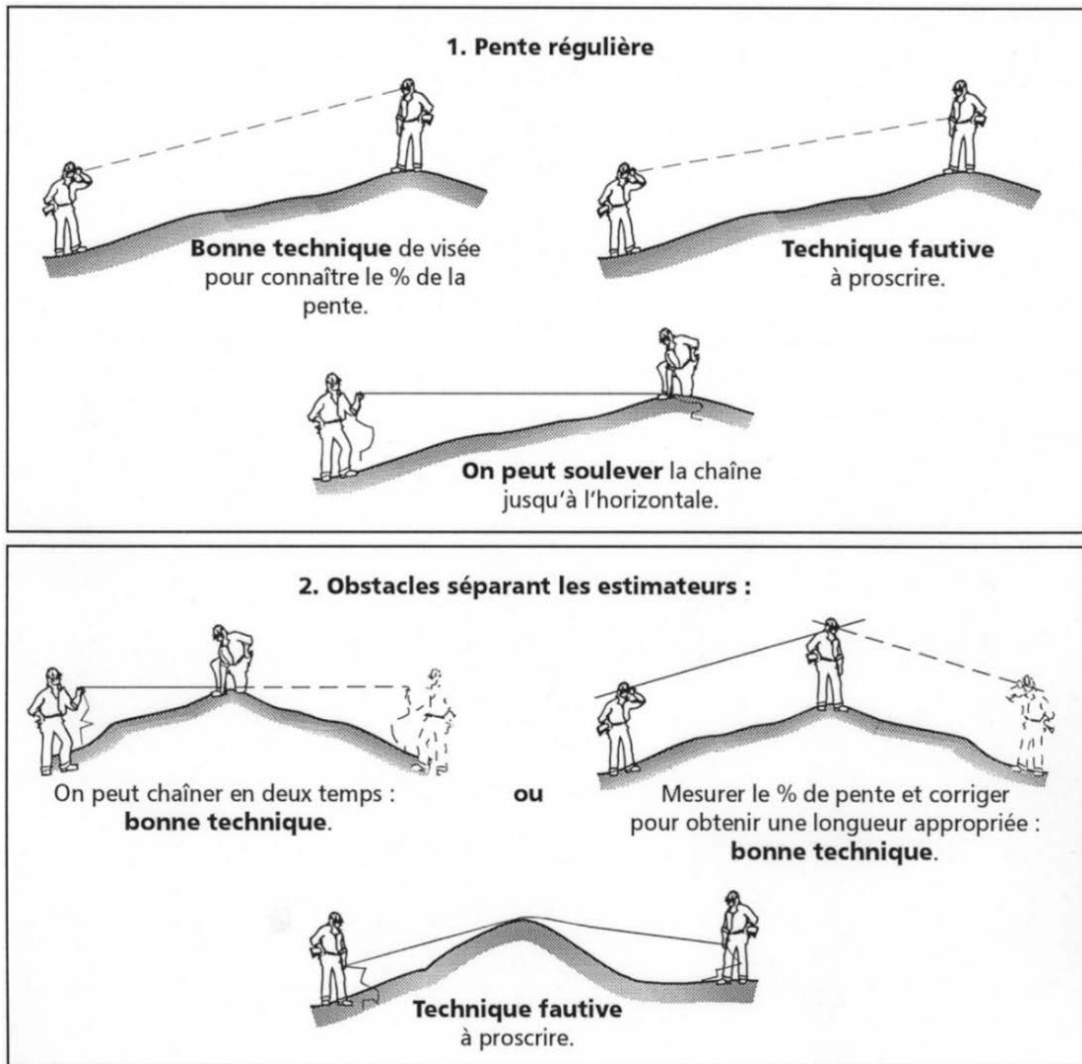 1. Pente régulière
Bonne technique de visée
pour connaître le % de la
pente.
Technique fautive
à proscrire.
On peut soulever la chaîne
jusqu'à l'horizontale.
2. Obstacles séparant les estimateurs :
On peut chaîner en deux temps :
bonne technique.
ou
Mesurer le % de pente et corriger
pour obtenir une longueur appropriée :
bonne technique.
Technique fautive
à proscrire.